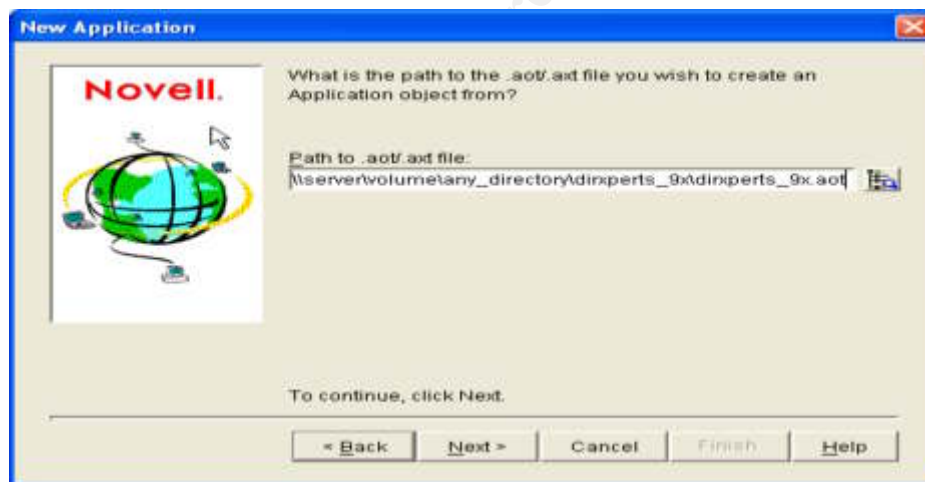 New Application
Novell.
What is the path to the .aot/.axt file you wish to create an
Application object from?
Path to .aot/.axt file:
\\server\volume\any_directory\dirxperts_9x\dirxperts_9x.aot
To continue, click Next.
< Back
Next >
Cancel
Finish
Help